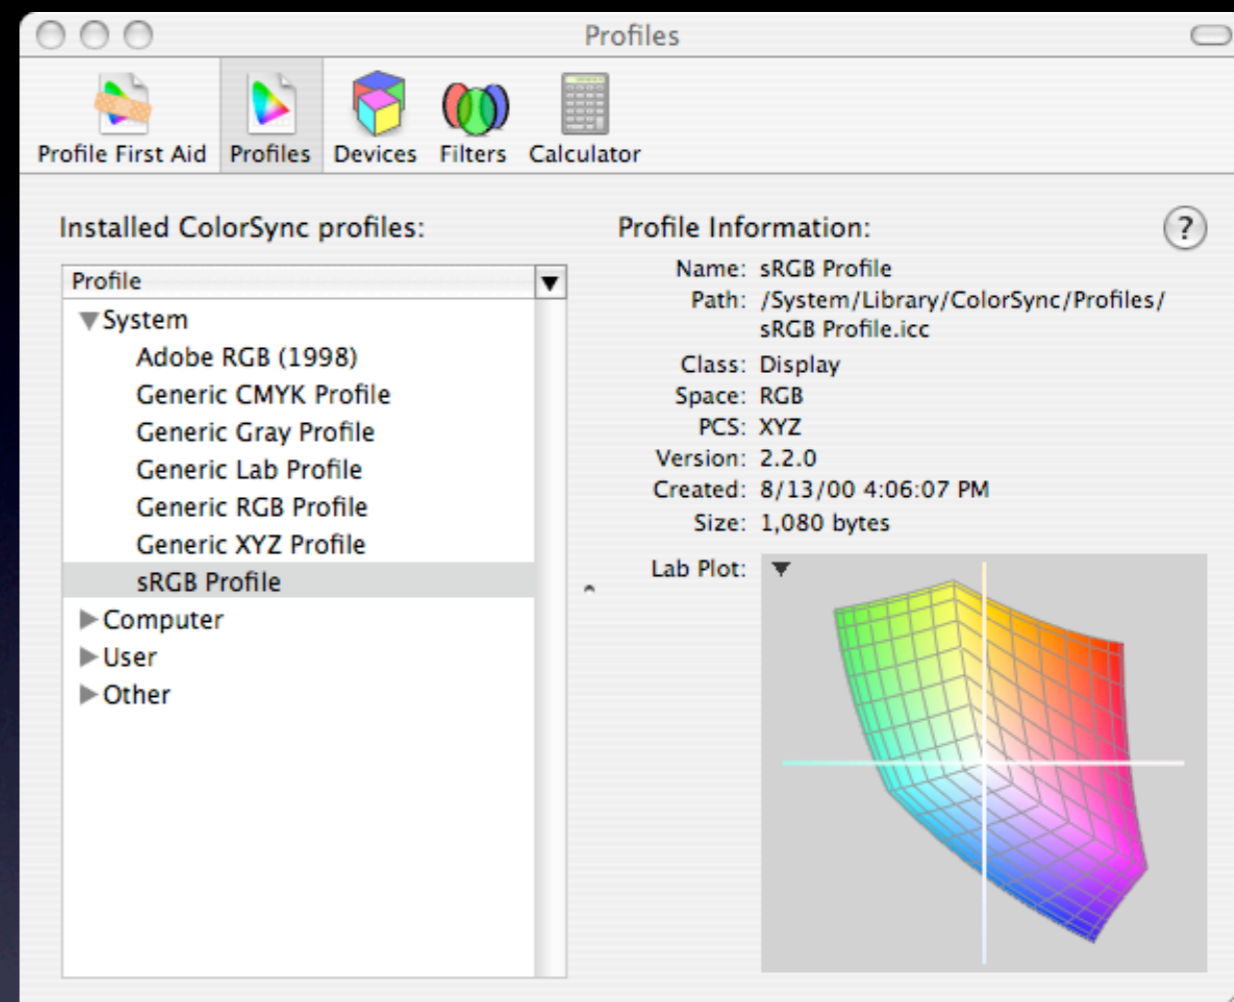 Profiles
Profile First Aid Profiles Devices Filters Calculator
Installed ColorSync profiles:
Profile
System
Adobe RGB (1998)
Generic CMYK Profile
Generic Gray Profile
Generic Lab Profile
Generic RGB Profile
Generic XYZ Profile
sRGB Profile
Computer
User
Other
Profile Information:
?
Name: sRGB Profile
Path: /System/Library/ColorSync/Profiles/
sRGB Profile.icc
Class: Display
Space: RGB
PCS: XYZ
Version: 2.2.0
Created: 8/13/00 4:06:07 PM
Size: 1,080 bytes
Lab Plot: